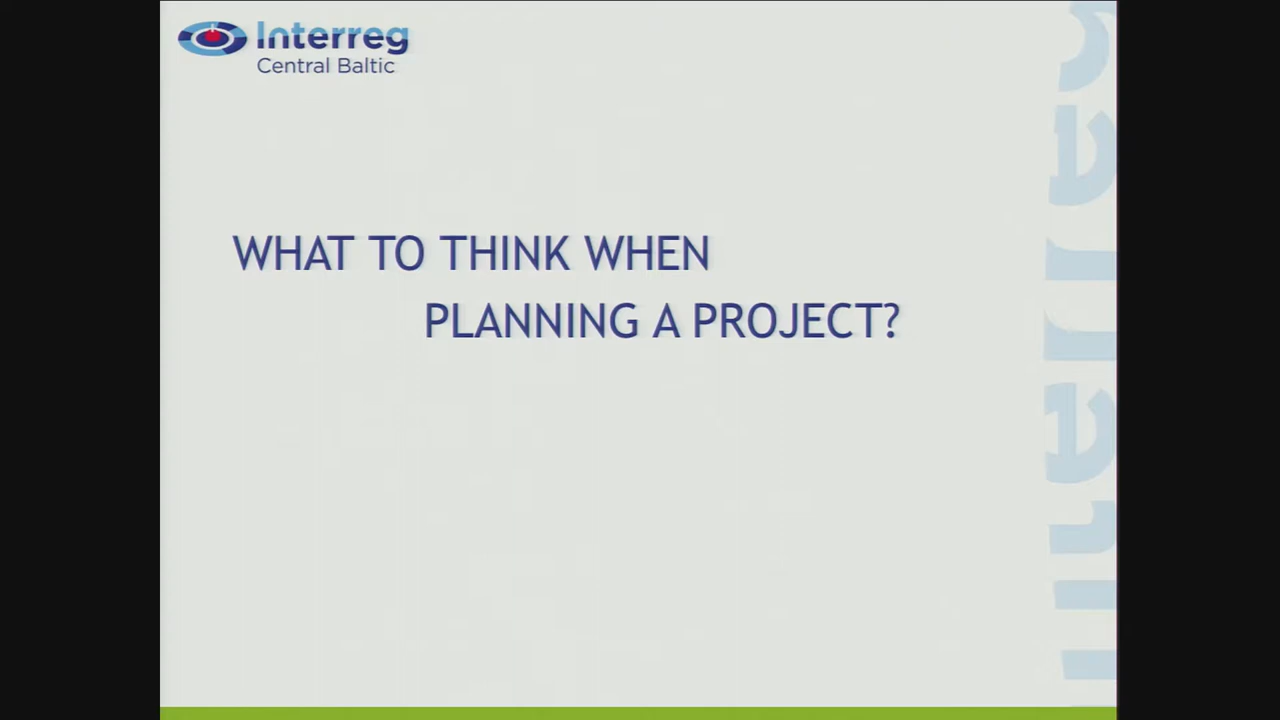 Interreg
Central Baltic
WHAT TO THINK WHEN
PLANNING A PROJECT?